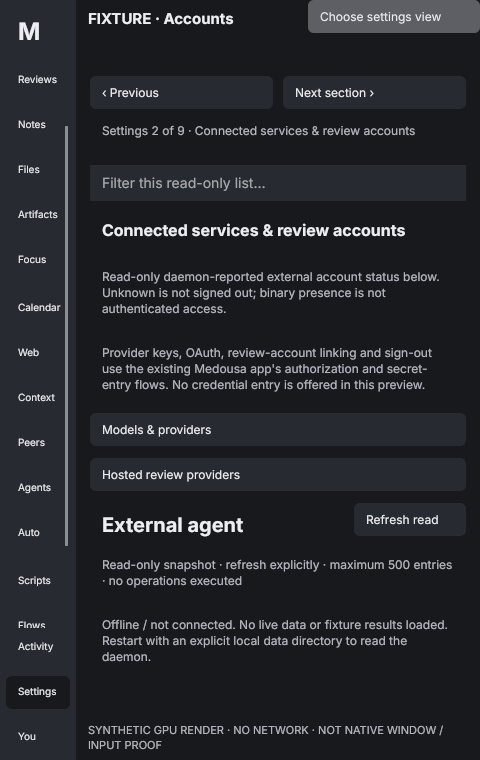 M
Reviews
Notes
Files
Artifacts
Focus
Calendar
Web
Context
Peers
Agents
Auto
Scripts
Flows
Activity
Settings
You
FIXTURE · Accounts
Choose settings view
‹ Previous
Next section ›
Settings 2 of 9 · Connected services & review accounts
Filter this read-only list...
Connected services & review accounts
Read-only daemon-reported external account status below.
Unknown is not signed out; binary presence is not
authenticated access.
Provider keys, OAuth, review-account linking and sign-out
use the existing Medousa app's authorization and secret-
entry flows. No credential entry is offered in this preview.
Models & providers
Hosted review providers
External agent
Refresh read
Read-only snapshot · refresh explicitly · maximum 500 entries
· no operations executed
Offline / not connected. No live data or fixture results loaded.
Restart with an explicit local data directory to read the
daemon.
SYNTHETIC GPU RENDER · NO NETWORK · NOT NATIVE WINDOW /
INPUT PROOF